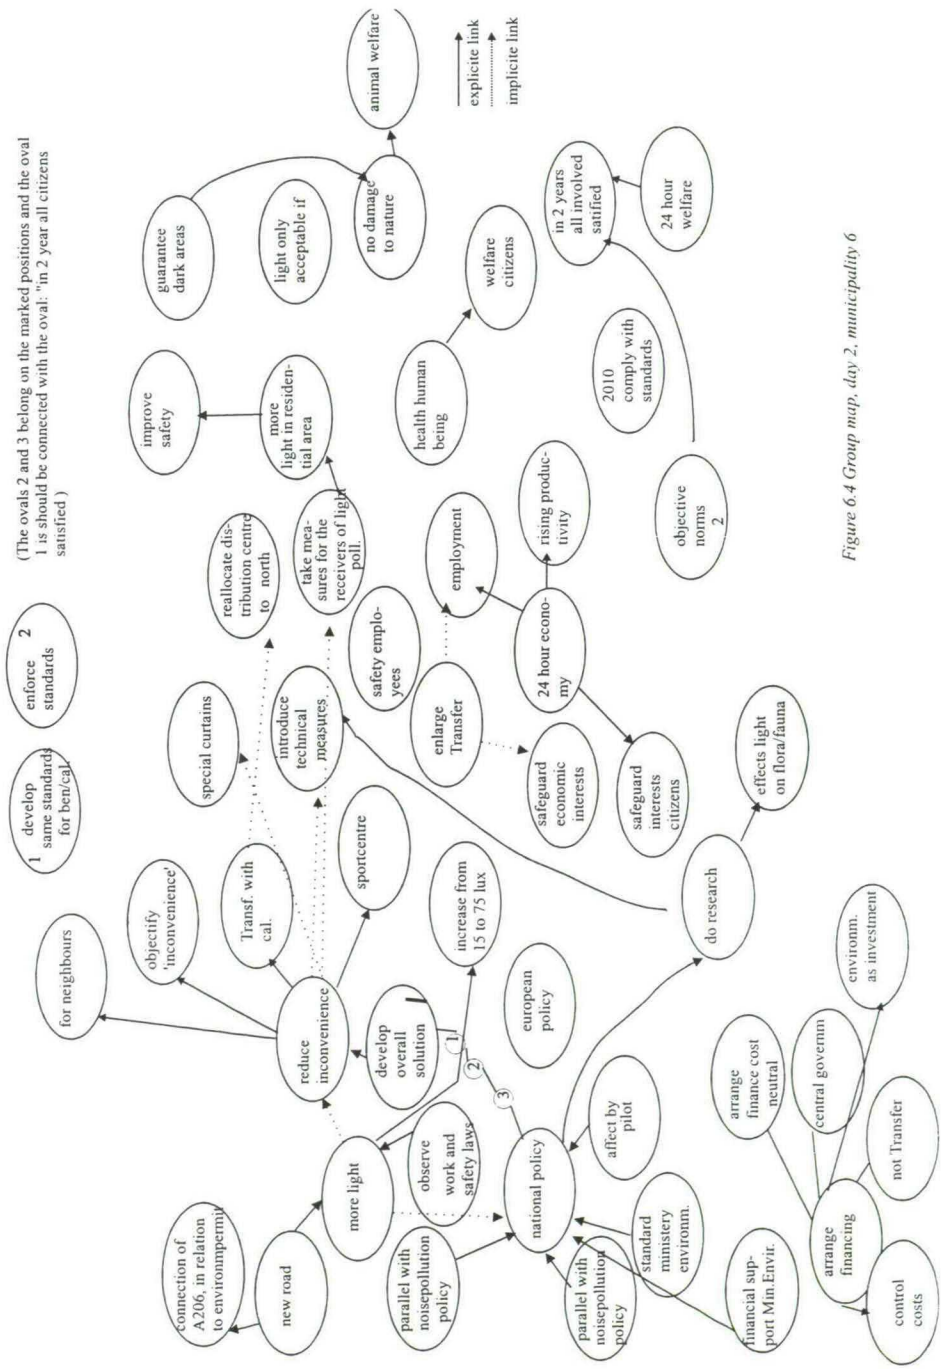 (The ovals 2 and 3 belong on the marked positions and the oval
1 is should be connected with the oval: "in 2 year all citizens
satisfied )
1 develop
same standards
for ben/cal.
enforce 2
standards
for neighbours
objectify
'inconvenience'
Transf. with
cal.
special curtains
sportcentre
reduce
inconvenience
reallocate dis-
tribution centre
to north
introduce
technical
measures
take mea-
sures for the
receivers of light
poll.
improve
safety
more
light in residen-
tial area
guarantee
dark areas
light only
acceptable if
no damage
to nature
animal welfare
explicite link
implicite link
connection of
A206, in relation
to environpermit
new road
more light
observe
work and
safety laws
develop
overall
solution
1
2
3
increase from
15 to 75 lux
european
policy
safety emplo-
yees
enlarge
Transfer
employment
safeguard
economic
interests
24 hour econo-
my
rising produc-
tivity
safeguard
interests
citizens
health human
being
welfare
citizens
2010
comply with
standards
in 2 years
all involved
satified
24 hour
welfare
objective
norms
2
parallel with
noisepollution
policy
national policy
affect by
pilot
standard
ministery
environm.
parallel with
noisepollution
policy
financial sup-
port Min.Envir.
do research
effects light
on flora/fauna
arrange
finance cost
neutral
central governm
environm.
as investment
not Transfer
arrange
financing
control
costs
Figure 6.4 Group map, day 2, municipality 6